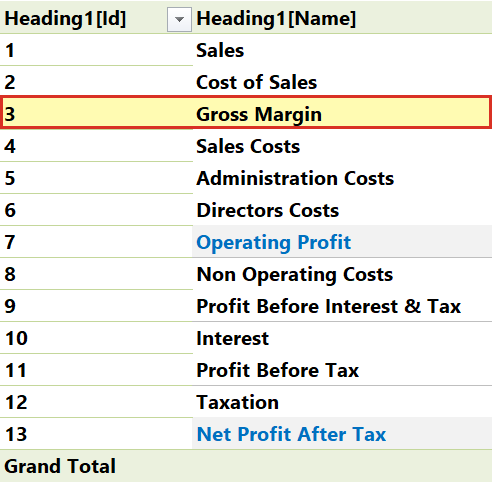 Heading1[Id] Heading1[Name]
1 Sales
2 Cost of Sales
3 Gross Margin
4 Sales Costs
5 Administration Costs
6 Directors Costs
7 Operating Profit
8 Non Operating Costs
9 Profit Before Interest & Tax
10 Interest
11 Profit Before Tax
12 Taxation
13 Net Profit After Tax
Grand Total